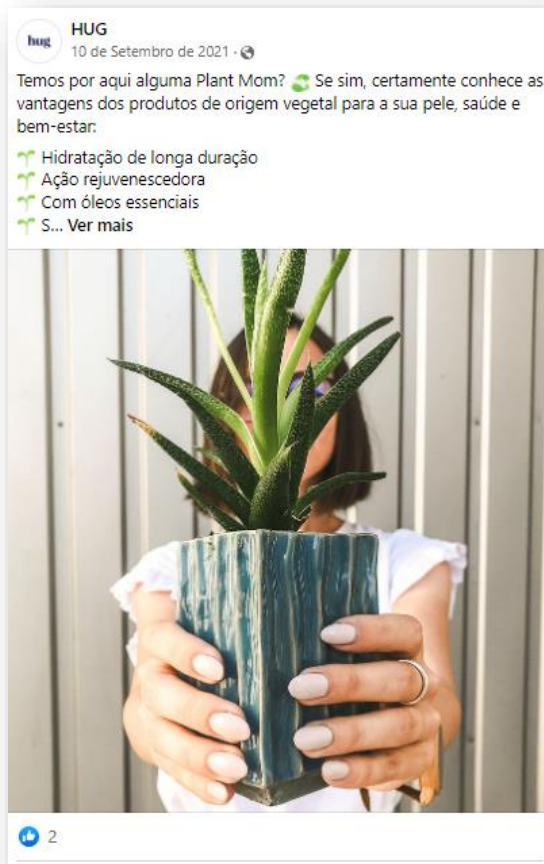 hug
HUG
10 de Setembro de 2021 ·
Temos por aqui alguma Plant Mom? Se sim, certamente conhece as
vantagens dos produtos de origem vegetal para a sua pele, saúde e
bem-estar:
Hidratação de longa duração
Ação rejuvenescedora
Com óleos essenciais
S... Ver mais
2